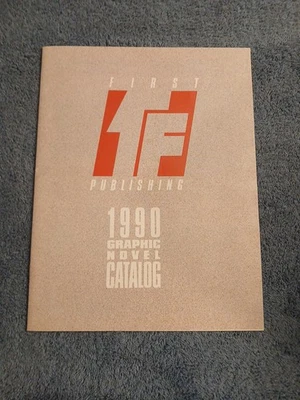 FIRST
1F
PUBLISHING
1990
GRAPHIC
NOVEL
CATALOG